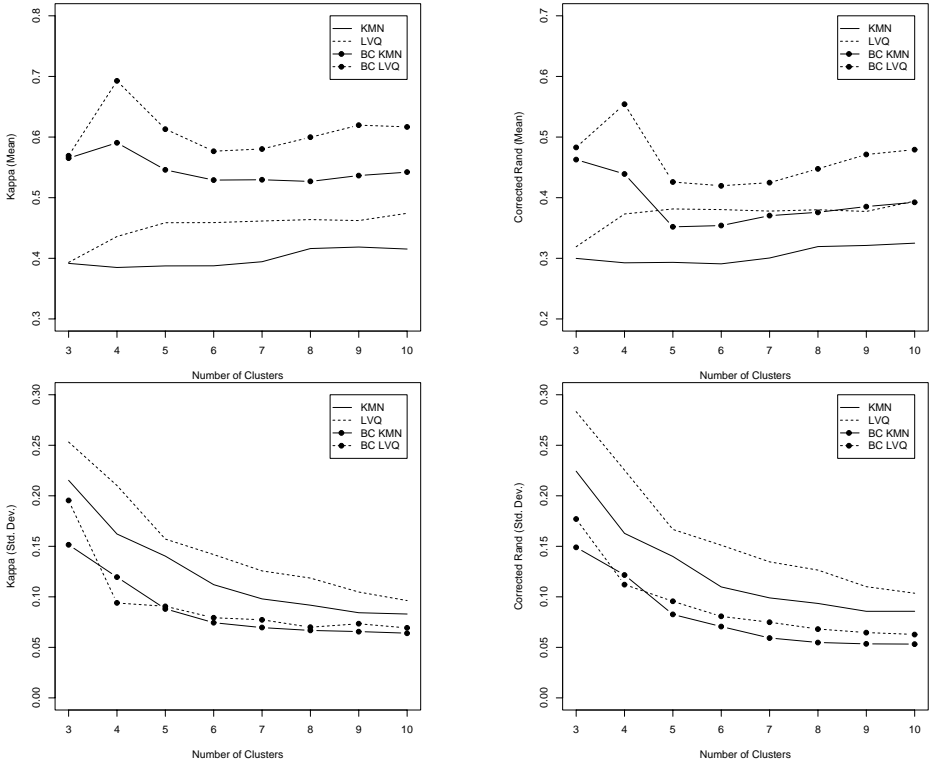 Kappa (Mean)
0.3 0.4 0.5 0.6 0.7 0.8
KMN
LVQ
BC KMN
BC LVQ
3 4 5 6 7 8 9 10
Number of Clusters
Corrected Rand (Mean)
0.2 0.3 0.4 0.5 0.6 0.7
KMN
LVQ
BC KMN
BC LVQ
3 4 5 6 7 8 9 10
Number of Clusters
Kappa (Std. Dev.)
0.00 0.05 0.10 0.15 0.20 0.25 0.30
KMN
LVQ
BC KMN
BC LVQ
3 4 5 6 7 8 9 10
Number of Clusters
Corrected Rand (Std. Dev.)
0.00 0.05 0.10 0.15 0.20 0.25 0.30
KMN
LVQ
BC KMN
BC LVQ
3 4 5 6 7 8 9 10
Number of Clusters